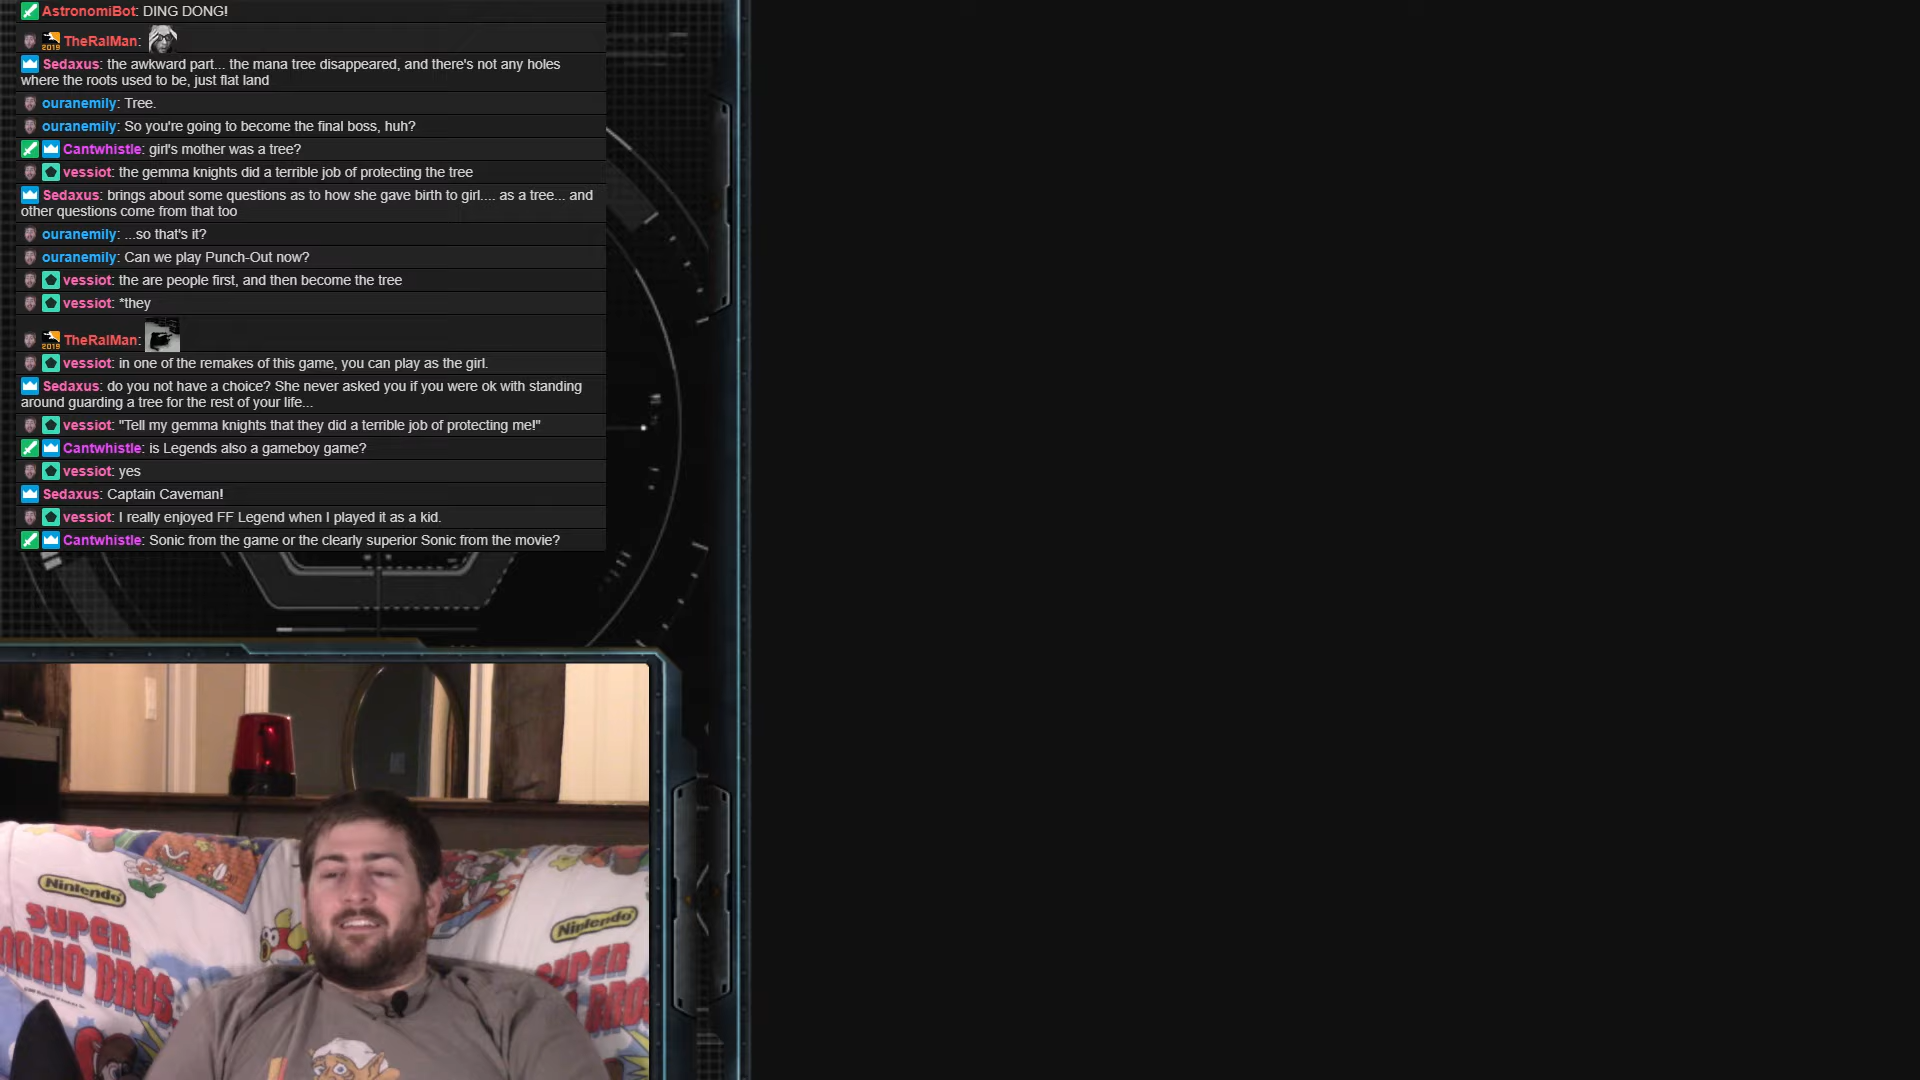 AstronomiBot: DING DONG!
2019 TheRalMan:
Sedaxus: the awkward part... the mana tree disappeared, and there's not any holes
where the roots used to be, just flat land
ouranemily: Tree.
ouranemily: So you're going to become the final boss, huh?
Cantwhistle: girl's mother was a tree?
vessiot: the gemma knights did a terrible job of protecting the tree
Sedaxus: brings about some questions as to how she gave birth to girl.... as a tree... and
other questions come from that too
ouranemily: ...so that's it?
ouranemily: Can we play Punch-Out now?
vessiot: the are people first, and then become the tree
vessiot: *they
2019 TheRalMan:
vessiot: in one of the remakes of this game, you can play as the girl.
Sedaxus: do you not have a choice? She never asked you if you were ok with standing
around guarding a tree for the rest of your life...
vessiot: "Tell my gemma knights that they did a terrible job of protecting me!"
Cantwhistle: is Legends also a gameboy game?
vessiot: yes
Sedaxus: Captain Caveman!
vessiot: I really enjoyed FF Legend when I played it as a kid.
Cantwhistle: Sonic from the game or the clearly superior Sonic from the movie?
Nintendo
SUPER
MARIO BROS.
Nintendo
SUPER
BROS